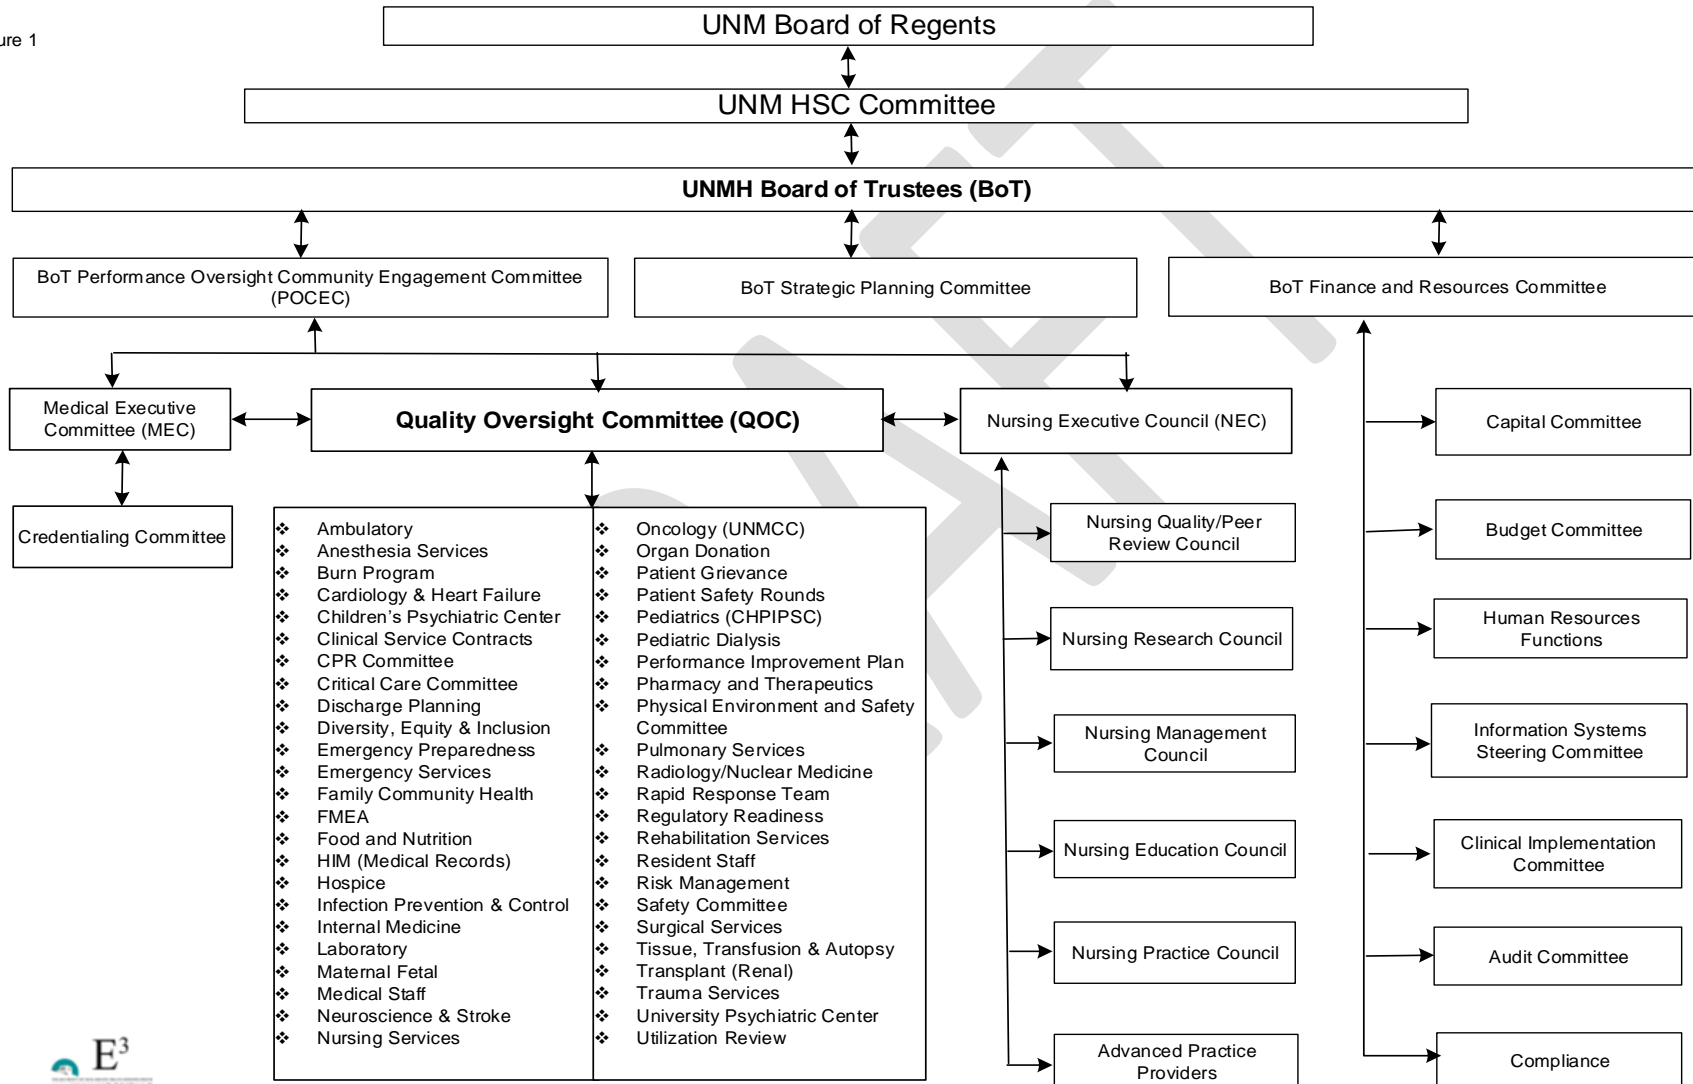 ure 1
UNM Board of Regents
UNM HSC Committee
UNMH Board of Trustees (BoT)
BoT Performance Oversight Community Engagement Committee
(POCEC)
BoT Strategic Planning Committee
BoT Finance and Resources Committee
Medical Executive
Committee (MEC)
Quality Oversight Committee (QOC)
Nursing Executive Council (NEC)
Credentialing Committee
❖ Ambulatory
❖ Anesthesia Services
❖ Burn Program
❖ Cardiology & Heart Failure
❖ Children's Psychiatric Center
❖ Clinical Service Contracts
❖ CPR Committee
❖ Critical Care Committee
❖ Discharge Planning
❖ Diversity, Equity & Inclusion
❖ Emergency Preparedness
❖ Emergency Services
❖ Family Community Health
❖ FMEA
❖ Food and Nutrition
❖ HIM (Medical Records)
❖ Hospice
❖ Infection Prevention & Control
❖ Internal Medicine
❖ Laboratory
❖ Maternal Fetal
❖ Medical Staff
❖ Neuroscience & Stroke
❖ Nursing Services
❖ Oncology (UNMCC)
❖ Organ Donation
❖ Patient Grievance
❖ Patient Safety Rounds
❖ Pediatrics (CHPIPSC)
❖ Pediatric Dialysis
❖ Performance Improvement Plan
❖ Pharmacy and Therapeutics
❖ Physical Environment and Safety
Committee
❖ Pulmonary Services
❖ Radiology/Nuclear Medicine
❖ Rapid Response Team
❖ Regulatory Readiness
❖ Rehabilitation Services
❖ Resident Staff
❖ Risk Management
❖ Safety Committee
❖ Surgical Services
❖ Tissue, Transfusion & Autopsy
❖ Transplant (Renal)
❖ Trauma Services
❖ University Psychiatric Center
❖ Utilization Review
Nursing Quality/Peer
Review Council
Nursing Research Council
Nursing Management
Council
Nursing Education Council
Nursing Practice Council
Advanced Practice
Providers
Capital Committee
Budget Committee
Human Resources
Functions
Information Systems
Steering Committee
Clinical Implementation
Committee
Audit Committee
Compliance
DRAFT
E³